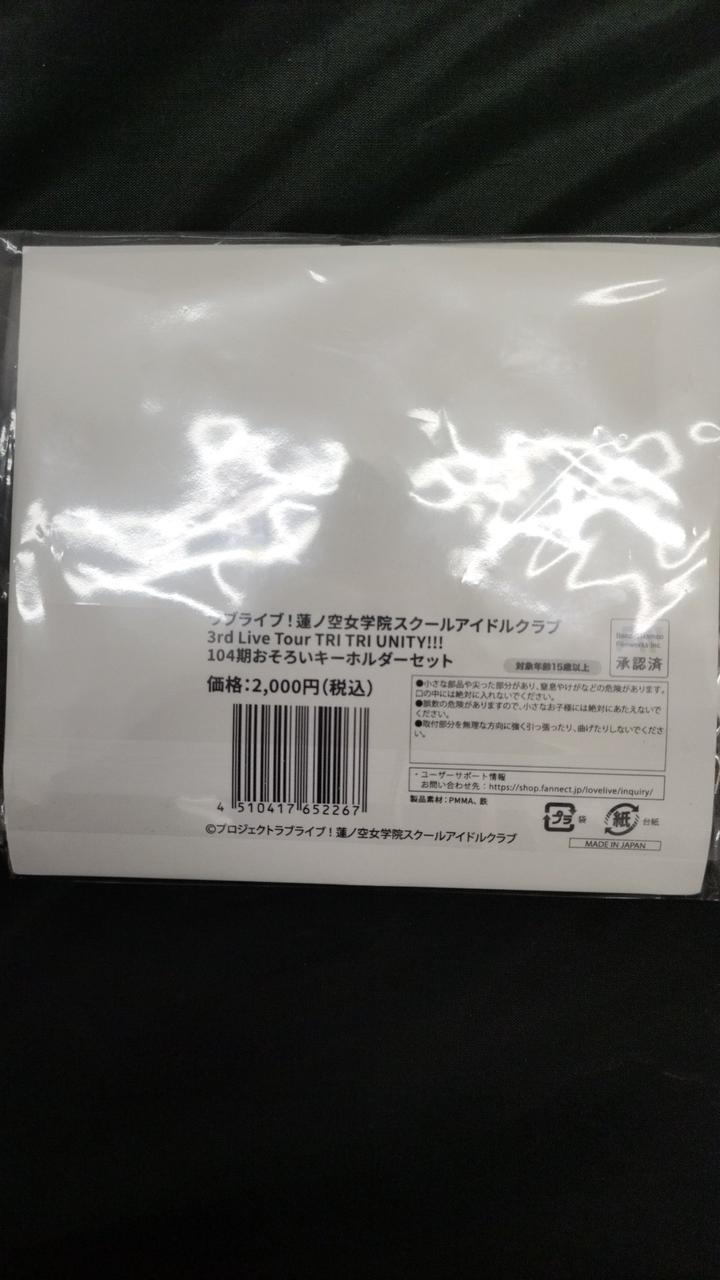 ラブライブ！蓮ノ空女学院スクールアイドルクラブ
3rd Live Tour TRI TRI UNITY!!!
104期おそろいキーホルダーセット
対象年齢15歳以上
Bandai Namco
Filmworks Inc.
承認済
価格：2,000円（税込）
●小さな部品や尖った部分があり、窒息やけがなどの危険があります。
口の中には絶対に入れないでください。
●誤飲の危険がありますので、小さなお子様には絶対にあたえないで
ください。
●取付部分を無理な方向に強く引っ張ったり、曲げたりしないでくださ
い。
・ユーザーサポート情報
お問い合わせ先：https://shop.fannect.jp/lovelive/inquiry/
製品素材：PMMA、鉄
4 510417 652267
プラ 袋
紙 台紙
MADE IN JAPAN
©プロジェクトラブライブ！蓮ノ空女学院スクールアイドルクラブ